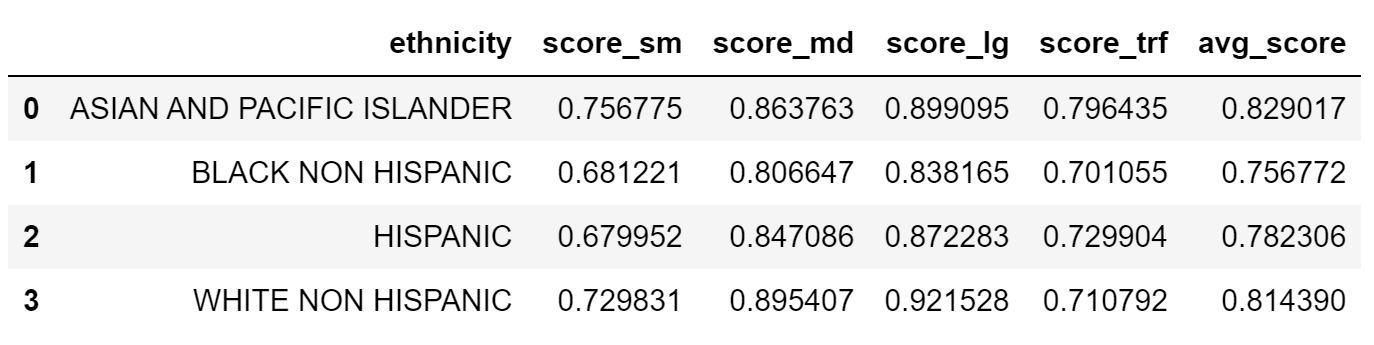 ethnicity score_sm score_md score_lg score_trf avg_score
0 ASIAN AND PACIFIC ISLANDER 0.756775 0.863763 0.899095 0.796435 0.829017
1 BLACK NON HISPANIC 0.681221 0.806647 0.838165 0.701055 0.756772
2 HISPANIC 0.679952 0.847086 0.872283 0.729904 0.782306
3 WHITE NON HISPANIC 0.729831 0.895407 0.921528 0.710792 0.814390